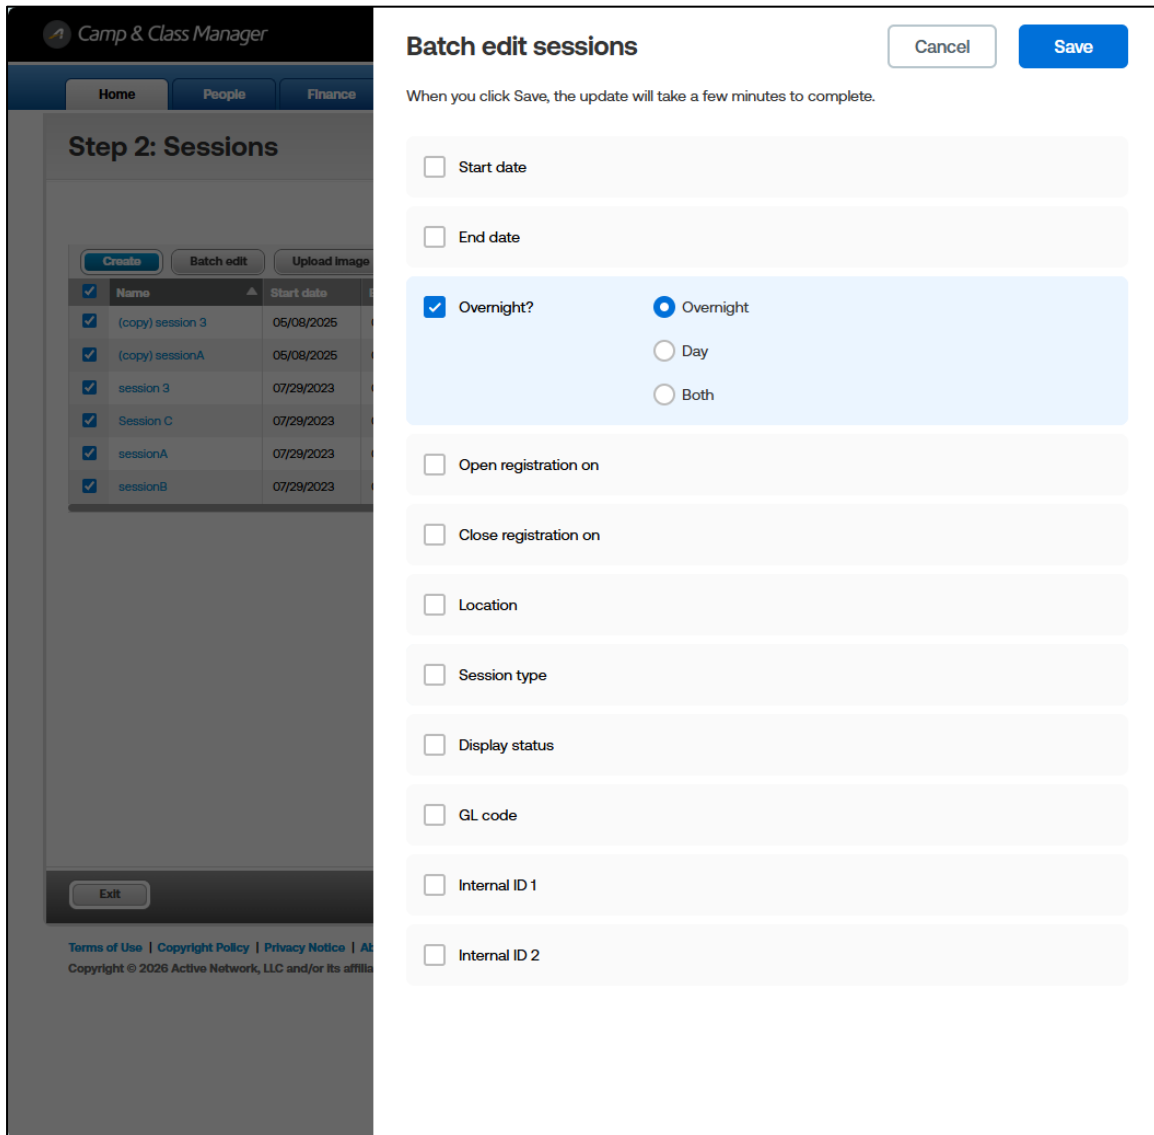 Camp & Class Manager
Home People Finance
Step 2: Sessions
Create Batch edit Upload Image
Name Start date
(copy) session 3 05/08/2025
(copy) sessionA 05/08/2025
session 3 07/29/2023
Session C 07/29/2023
sessionA 07/29/2023
sessionB 07/29/2023
Exit
Terms of Use | Copyright Policy | Privacy Notice |
Copyright © 2026 Active Network, LLC and/or its
Batch edit sessions
Cancel Save
When you click Save, the update will take a few minutes to complete.
Start date
End date
Overnight? Overnight
Day
Both
Open registration on
Close registration on
Location
Session type
Display status
GL code
Internal ID 1
Internal ID 2